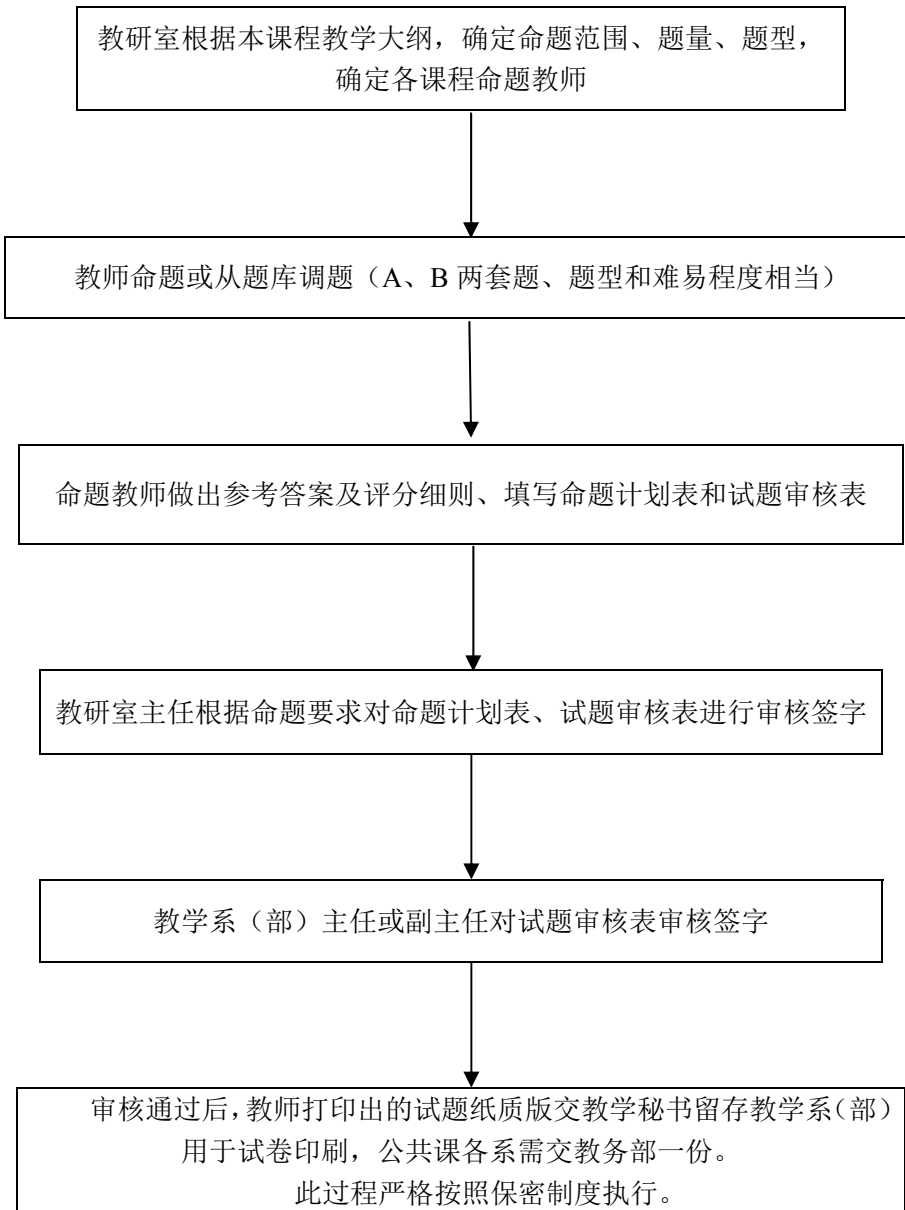 教研室根据本课程教学大纲，确定命题范围、题量、题型，
确定各课程命题教师
教师命题或从题库调题（A、B 两套题、题型和难易程度相当）
命题教师做出参考答案及评分细则、填写命题计划表和试题审核表
教研室主任根据命题要求对命题计划表、试题审核表进行审核签字
教学系（部）主任或副主任对试题审核表审核签字
审核通过后，教师打印出的试题纸质版交教学秘书留存教学系（部）
用于试卷印刷，公共课各系需交教务部一份。
此过程严格按照保密制度执行。